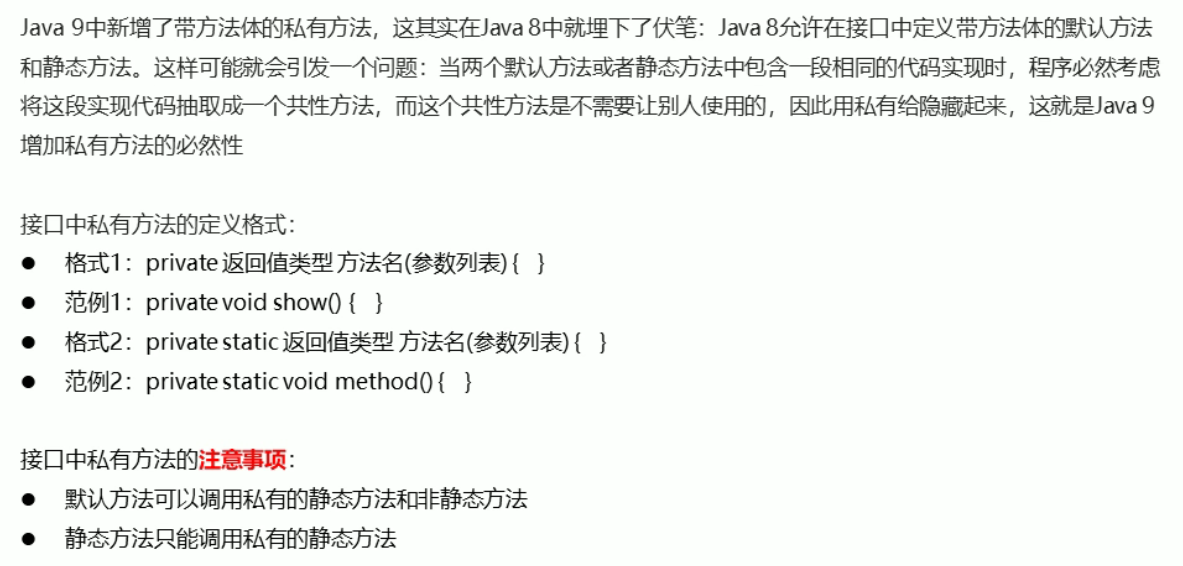 Java 9中新增了带方法体的私有方法，这其实在Java 8中就埋下了伏笔：Java 8允许在接口中定义带方法体的默认方法
和静态方法。这样可能就会引发一个问题：当两个默认方法或者静态方法中包含一段相同的代码实现时，程序必然考虑
将这段实现代码抽取成一个共性方法，而这个共性方法是不需要让别人使用的，因此用私有给隐藏起来，这就是Java 9
增加私有方法的必然性
接口中私有方法的定义格式：
● 格式1：private 返回值类型 方法名(参数列表) { }
● 范例1：private void show() { }
● 格式2：private static 返回值类型 方法名(参数列表) { }
● 范例2：private static void method() { }
接口中私有方法的注意事项：
● 默认方法可以调用私有的静态方法和非静态方法
● 静态方法只能调用私有的静态方法